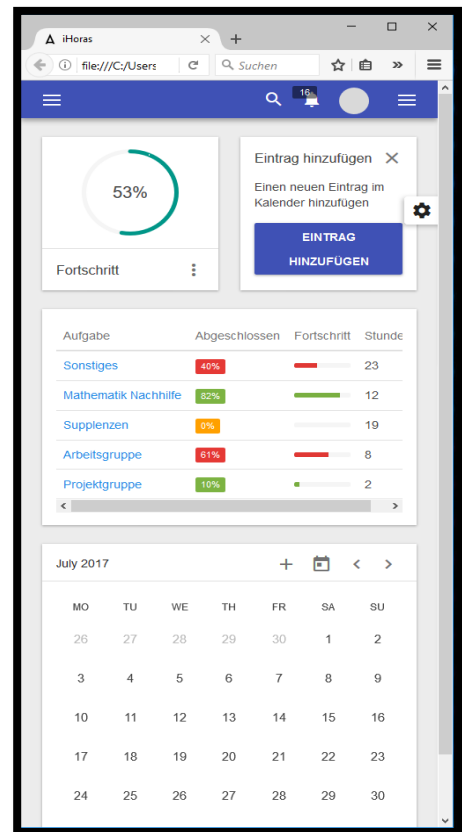 iHoras
file:///C:/Users
Suchen
16
53%
Fortschritt
Eintrag hinzufügen
Einen neuen Eintrag im
Kalender hinzufügen
EINTRAG
HINZUFÜGEN
Aufgabe Abgeschlossen Fortschritt Stunde
Sonstiges 40% 23
Mathematik Nachhilfe 82% 12
Supplenzen 0% 19
Arbeitsgruppe 61% 8
Projektgruppe 10% 2
July 2017
MO TU WE TH FR SA SU
26 27 28 29 30 1 2
3 4 5 6 7 8 9
10 11 12 13 14 15 16
17 18 19 20 21 22 23
24 25 26 27 28 29 30